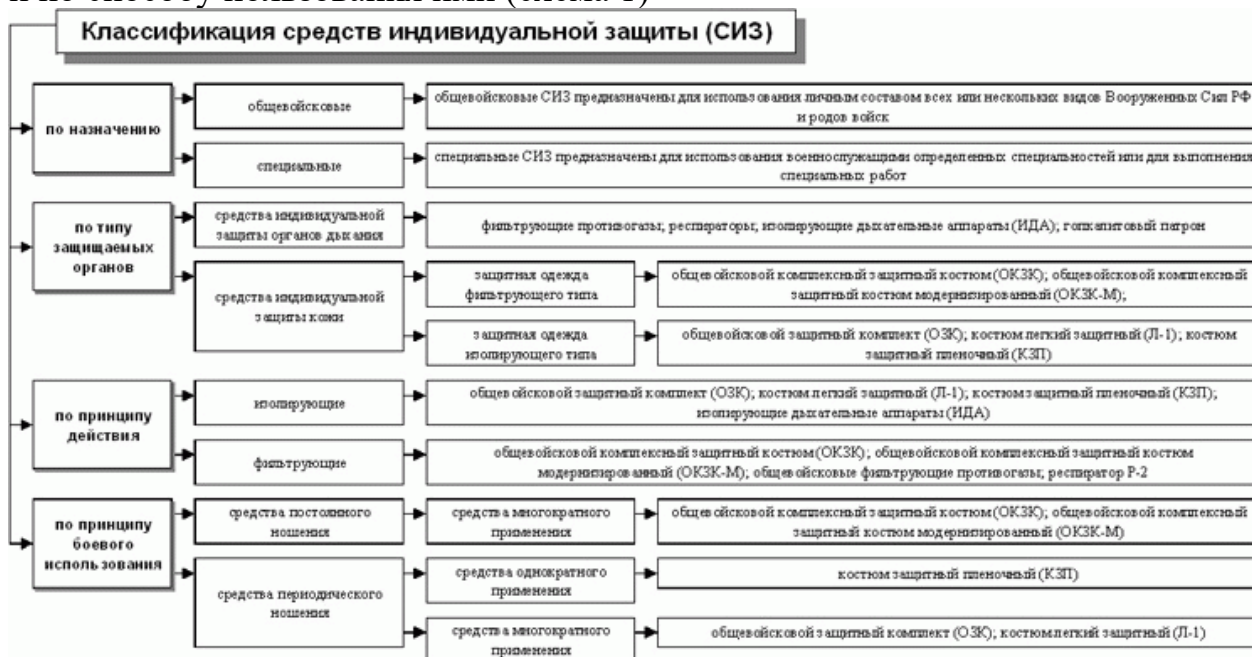 и по способу пользования ими (схема 1)
Классификация средств индивидуальной защиты (СИЗ)
по назначению
общевойсковые
общевойсковые СИЗ предназначены для использования личным составом всех или нескольких видов Вооруженных Сил РФ
и родов войск
специальные
специальные СИЗ предназначены для использования военнослужащими определенных специальностей или для выполнения
специальных работ
по типу
защищаемых
органов
средства индивидуальной
защиты органов дыхания
фильтрующие противогазы; респираторы; изолирующие дыхательные аппараты (ИДА); гопкалитовый патрон
средства индивидуальной
защиты кожи
защитная одежда
фильтрующего типа
общевойсковой комплексный защитный костюм (ОКЗК); общевойсковой комплексный
защитный костюм модернизированный (ОКЗК-М);
защитная одежда
изолирующего типа
общевойсковой защитный комплект (ОЗК); костюм легкий защитный (Л-1); костюм
защитный пленочный (КЗП)
по принципу
действия
изолирующие
общевойсковой защитный комплект (ОЗК); костюм легкий защитный (Л-1); костюм защитный пленочный (КЗП);
изолирующие дыхательные аппараты (ИДА)
фильтрующие
общевойсковой комплексный защитный костюм (ОКЗК); общевойсковой комплексный защитный костюм
модернизированный (ОКЗК-М); общевойсковые фильтрующие противогазы; респиратор Р-2
по принципу
боевого
использования
средства постоянного
ношения
средства многократного
применения
общевойсковой комплексный защитный костюм (ОКЗК); общевойсковой комплексный
защитный костюм модернизированный (ОКЗК-М)
средства периодического
ношения
средства однократного
применения
костюм защитный пленочный (КЗП)
средства многократного
применения
общевойсковой защитный комплект (ОЗК); костюм легкий защитный (Л-1)